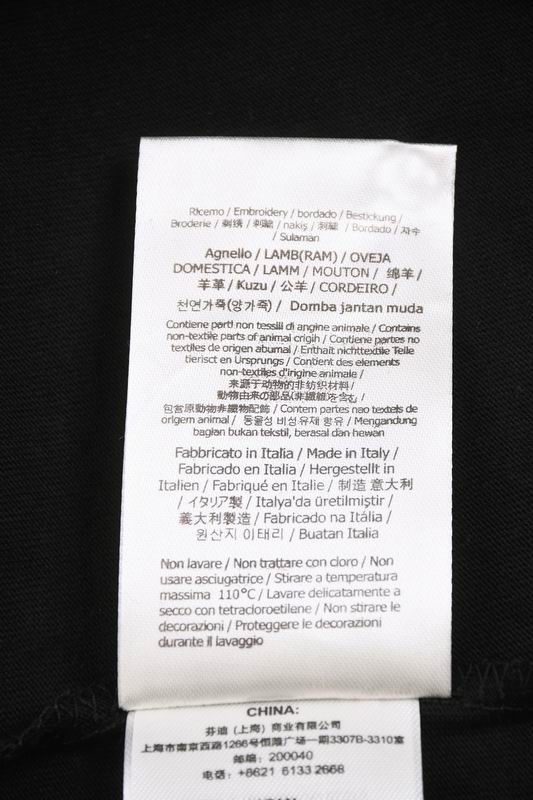 Ricemo / Embroidery / bordado / Bestickung /
Broderie / 刺绣 / 刺繍 / nakiş / 刺繡 / Bordado / 자수
/ Sulaman
Agnello / LAMB(RAM) / OVEJA
DOMESTICA / LAMM / MOUTON / 绵羊 /
羊革 / Kuzu / 公羊 / CORDEIRO /
천연가죽(양가죽) / Domba jantan muda
Contiene parti non tessili di angine animale / Contains
non-textile parts of animal crigih / Contiene partes no
textiles de origen abumal / Enthait nichttextile Teile
tierisct en Ursprungs / Contient des elements
non-textiles d'irigine animale /
来源于动物的非纺织材料 /
動物由来の部品(非繊維)を含む /
包含原動物非織物配飾 / Contem partes nao textels de
origem animal / 동물성 비성유재 함유 / Mengandung
bagian bukan tekstil, berasal dan hewan
Fabbricato in Italia / Made in Italy /
Fabricado en Italia / Hergestellt in
Italien / Fabriqué en Italie / 制造 意大利
/ イタリア製 / Italya'da üretilmiştir /
義大利製造 / Fabricado na Itália /
원산지 이태리 / Buatan Italia
Non lavare / Non trattare con cloro / Non
usare asciugatrice / Stirare a temperatura
massima 110°C / Lavare delicatamente a
secco con tetracloroetilene / Non stirare le
decorazioni / Proteggere le decorazioni
durante il lavaggio
CHINA:
芬迪（上海）商业有限公司
上海市南京西路1266号恒隆广场一期3307B-3310室
邮编: 200040
电话: +8621 6133 2668